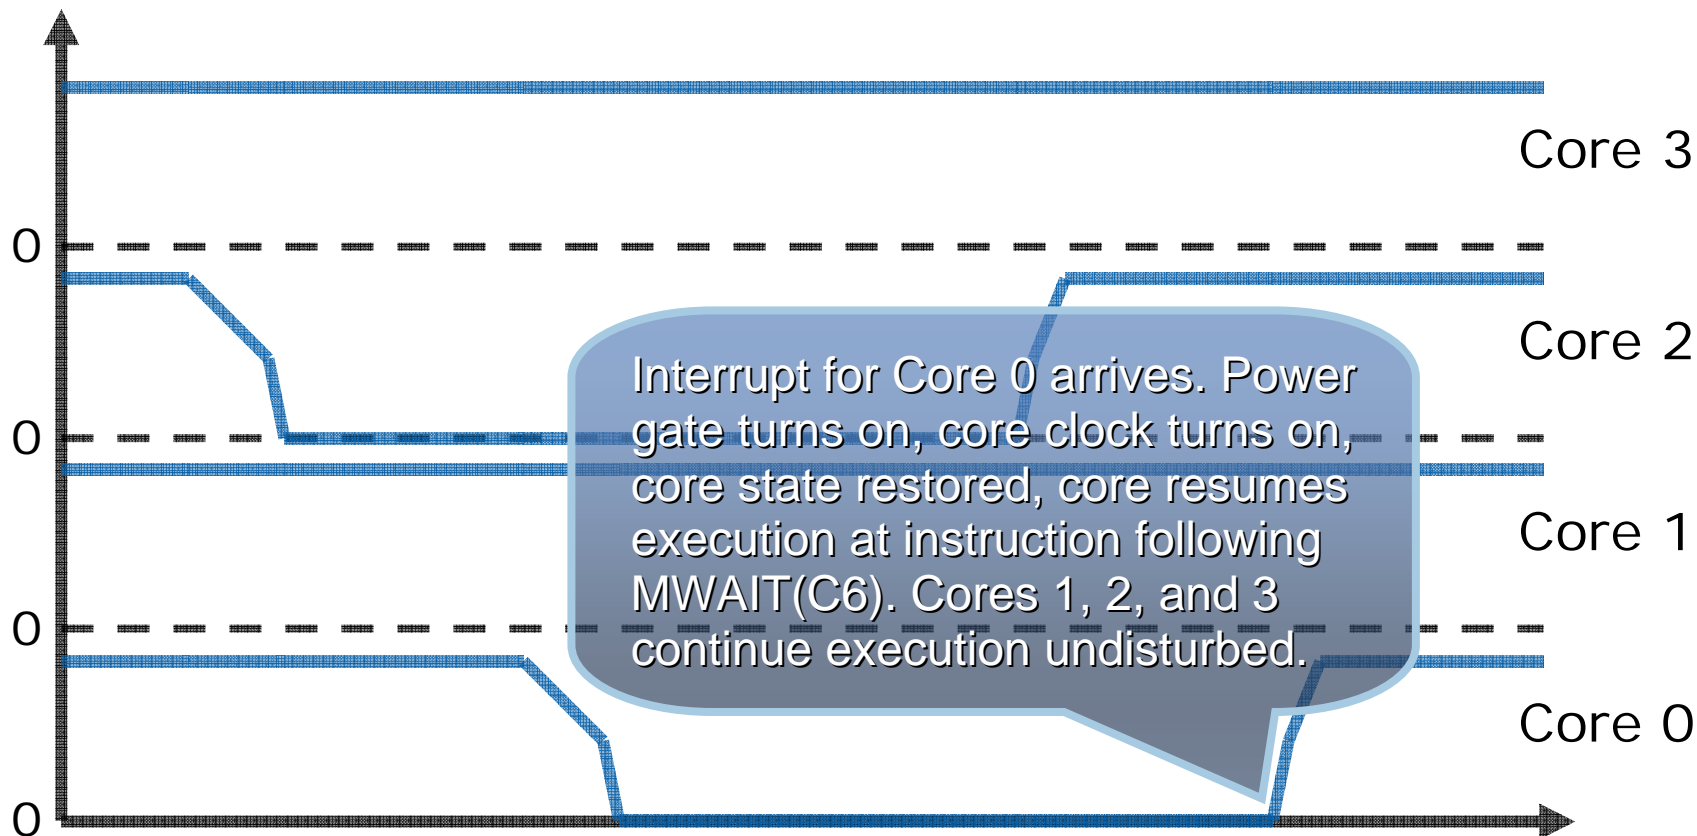 Core 3
0
Core 2
Interrupt for Core 0 arrives. Power
gate turns on, core clock turns on,
core state restored, core resumes
execution at instruction following
MWAIT(C6). Cores 1, 2, and 3
continue execution undisturbed.
0
Core 1
0
Core 0
0